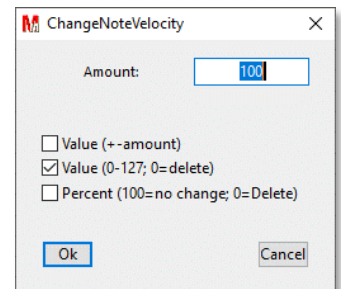 ChangeNoteVelocity
Amount: 100
Value (+-amount)
Value (0-127; 0=delete)
Percent (100=no change; 0=Delete)
Ok Cancel